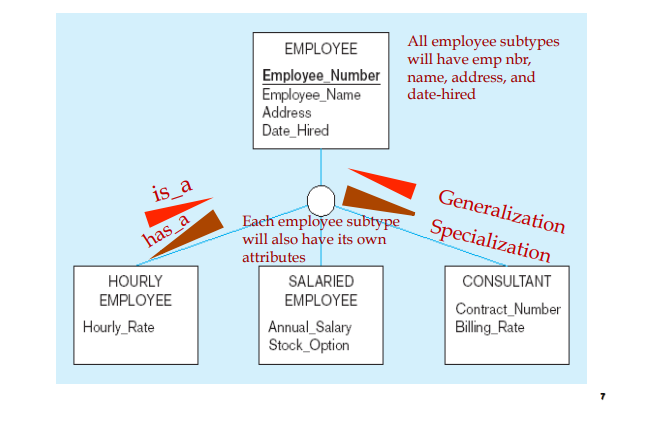 EMPLOYEE
Employee_Number
Employee_Name
Address
Date_Hired
All employee subtypes
will have emp nbr,
name, address, and
date-hired
is_a
has_a
Generalization
Specialization
Each employee subtype
will also have its own
attributes
HOURLY
EMPLOYEE
Hourly_Rate
SALARIED
EMPLOYEE
Annual_Salary
Stock_Option
CONSULTANT
Contract_Number
Billing_Rate
7